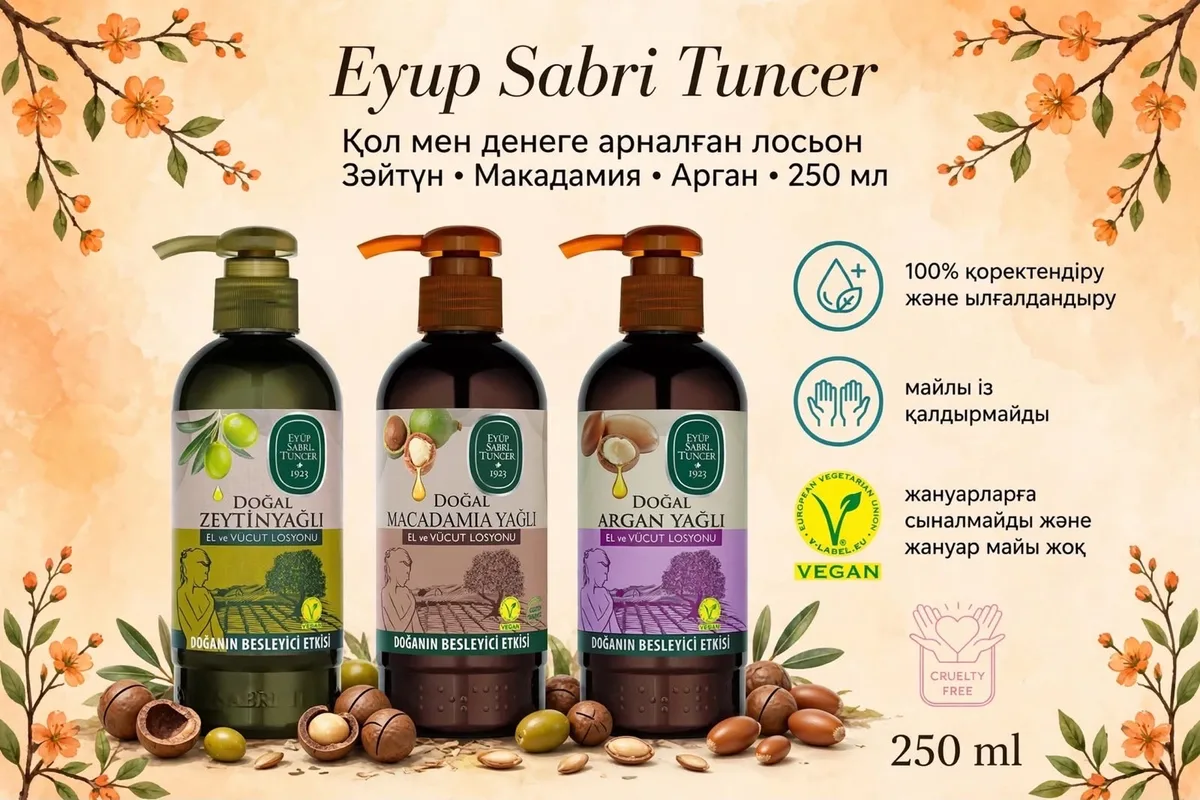 Eyup Sabri Tuncer
Қол мен денеге арналған лосьон
Зәйтүн • Макадамия • Арган • 250 мл
100% қоректендіру
және ылғалдандыру
майлы із
қалдырмайды
EUROPEAN VEGETARIAN UNION
V-LABEL.EU
VEGAN
жануарларға
сыналмайды және
жануар майы жоқ
CRUELTY
FREE
250 ml
EYÜP
SABRİ
TUNCER
1923
DOĞAL
ZEYTİNYAĞLI
EL ve VÜCUT LOSYONU
VEGAN
DOĞANIN BESLEYİCİ ETKİSİ
EYÜP
SABRİ
TUNCER
1923
DOĞAL
MACADAMIA YAĞLI
EL ve VÜCUT LOSYONU
VEGAN
DOĞANIN BESLEYİCİ ETKİSİ
EYÜP
SABRİ
TUNCER
1923
DOĞAL
ARGAN YAĞLI
EL ve VÜCUT LOSYONU
VEGAN
DOĞANIN BESLEYİCİ ETKİSİ